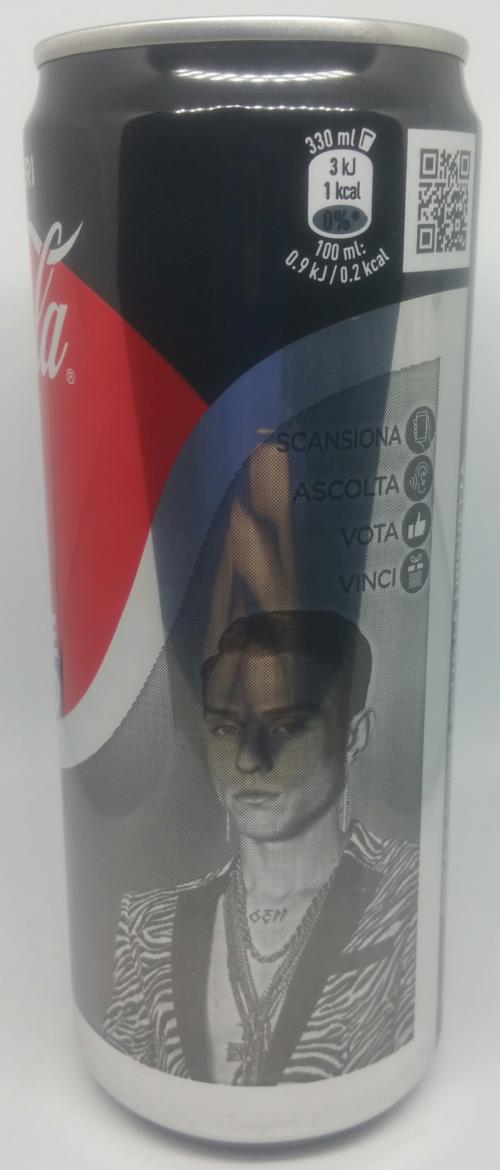 330 ml
3 kJ
1 kcal
0%*
100 ml:
0.9 kJ / 0.2 kcal
la®
SCANSIONA
ASCOLTA
VOTA
VINCI